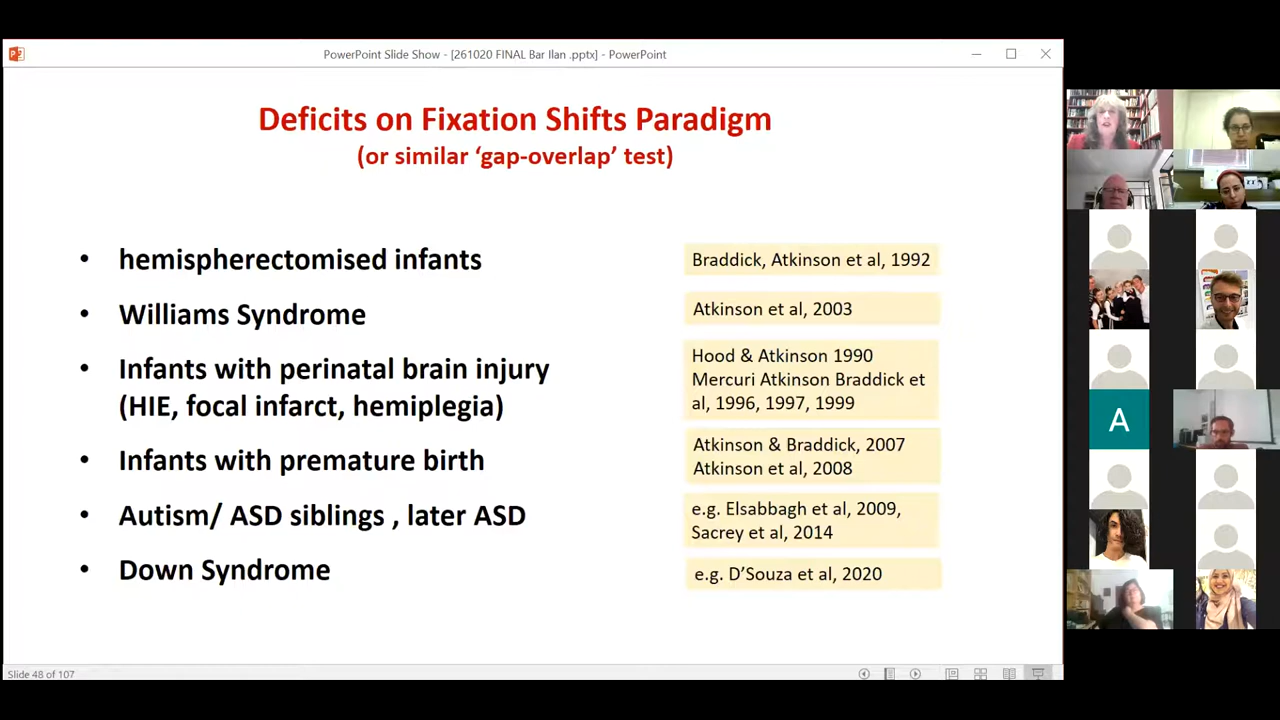 PowerPoint Slide Show - [261020 FINAL Bar Ilan .pptx] - PowerPoint
Deficits on Fixation Shifts Paradigm
(or similar ‘gap-overlap’ test)
• hemispherectomised infants
Braddick, Atkinson et al, 1992
• Williams Syndrome
Atkinson et al, 2003
• Infants with perinatal brain injury
(HIE, focal infarct, hemiplegia)
Hood & Atkinson 1990
Mercuri Atkinson Braddick et
al, 1996, 1997, 1999
• Infants with premature birth
Atkinson & Braddick, 2007
Atkinson et al, 2008
• Autism/ ASD siblings , later ASD
e.g. Elsabbagh et al, 2009,
Sacrey et al, 2014
• Down Syndrome
e.g. D’Souza et al, 2020
Slide 48 of 107
A